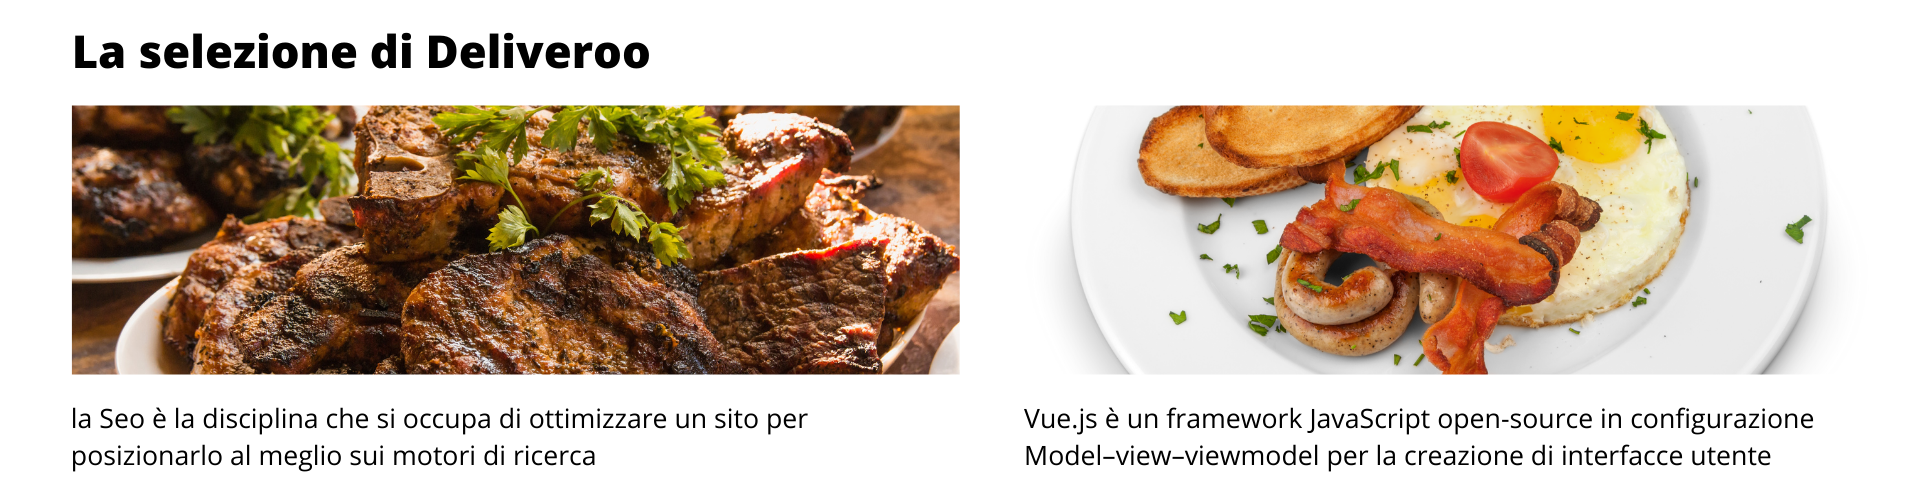 La selezione di Deliveroo
la Seo è la disciplina che si occupa di ottimizzare un sito per
posizionarlo al meglio sui motori di ricerca
Vue.js è un framework JavaScript open-source in configurazione
Model–view–viewmodel per la creazione di interfacce utente